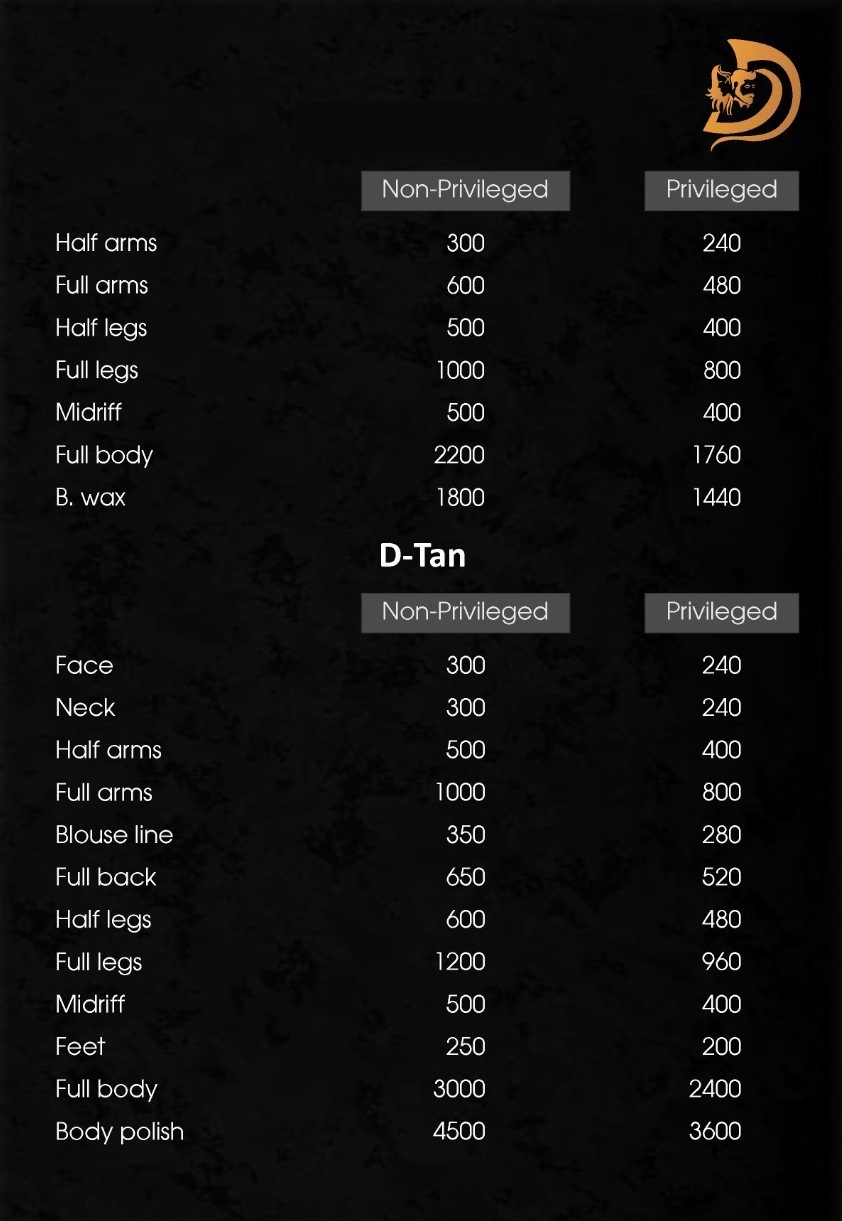 Non-Privileged Privileged
Half arms 300 240
Full arms 600 480
Half legs 500 400
Full legs 1000 800
Midriff 500 400
Full body 2200 1760
B. wax 1800 1440
D-Tan
Non-Privileged Privileged
Face 300 240
Neck 300 240
Half arms 500 400
Full arms 1000 800
Blouse line 350 280
Full back 650 520
Half legs 600 480
Full legs 1200 960
Midriff 500 400
Feet 250 200
Full body 3000 2400
Body polish 4500 3600